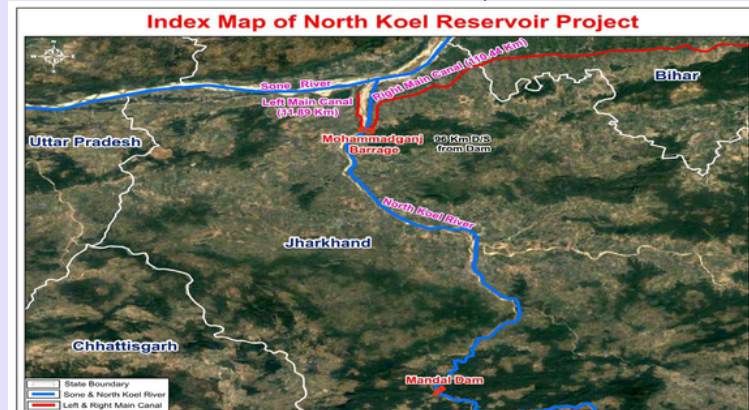 Index Map of North Koel Reservoir Project
Sone River
Left Main Canal
(11.89 Km)
Right Main Canal (110.44 Km)
Bihar
Uttar Pradesh
Mohammadganj
Barrage
96 Km D/S
from Dam
North Koel River
Jharkhand
Chhattisgarh
Mandal Dam
State Boundary
Sone & North Koel River
Left & Right Main Canal